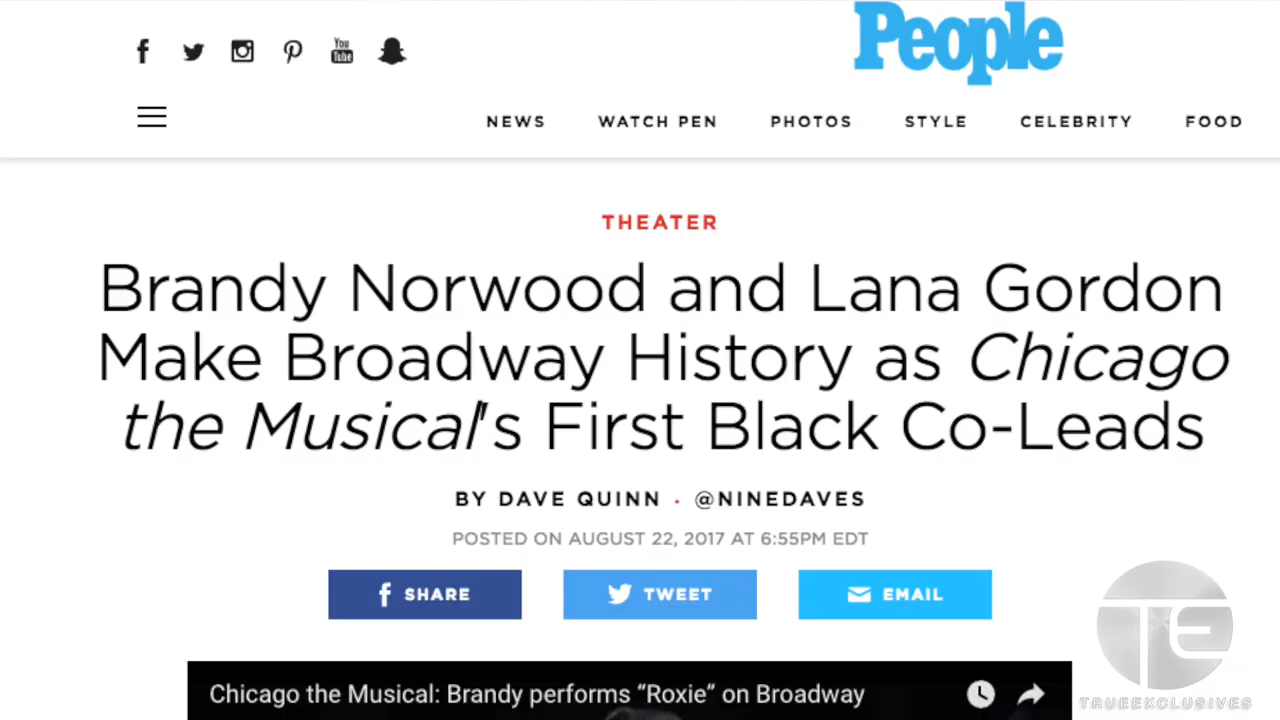 People
NEWS WATCH PEN PHOTOS STYLE CELEBRITY FOOD
THEATER
Brandy Norwood and Lana Gordon
Make Broadway History as Chicago
the Musical's First Black Co-Leads
BY DAVE QUINN • @NINEDAVES
POSTED ON AUGUST 22, 2017 AT 6:55PM EDT
f SHARE TWEET EMAIL
Chicago the Musical: Brandy performs “Roxie” on Broadway
TE
TRUEEXCLUSIVES